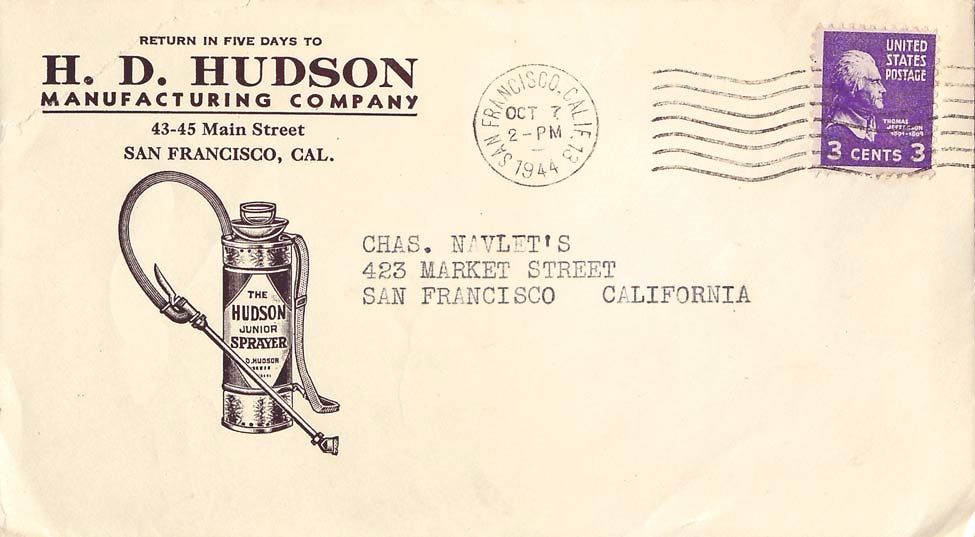 RETURN IN FIVE DAYS TO
H. D. HUDSON
MANUFACTURING COMPANY
43-45 Main Street
SAN FRANCISCO, CAL.
THE
HUDSON
JUNIOR
SPRAYER
D. HUDSON
SAN FRANCISCO, CALIF. 13
OCT 7
2-PM
1944
UNITED
STATES
POSTAGE
THOMAS
JEFFERSON
1801-1809
3 CENTS 3
CHAS. NAVLET'S
423 MARKET STREET
SAN FRANCISCO CALIFORNIA